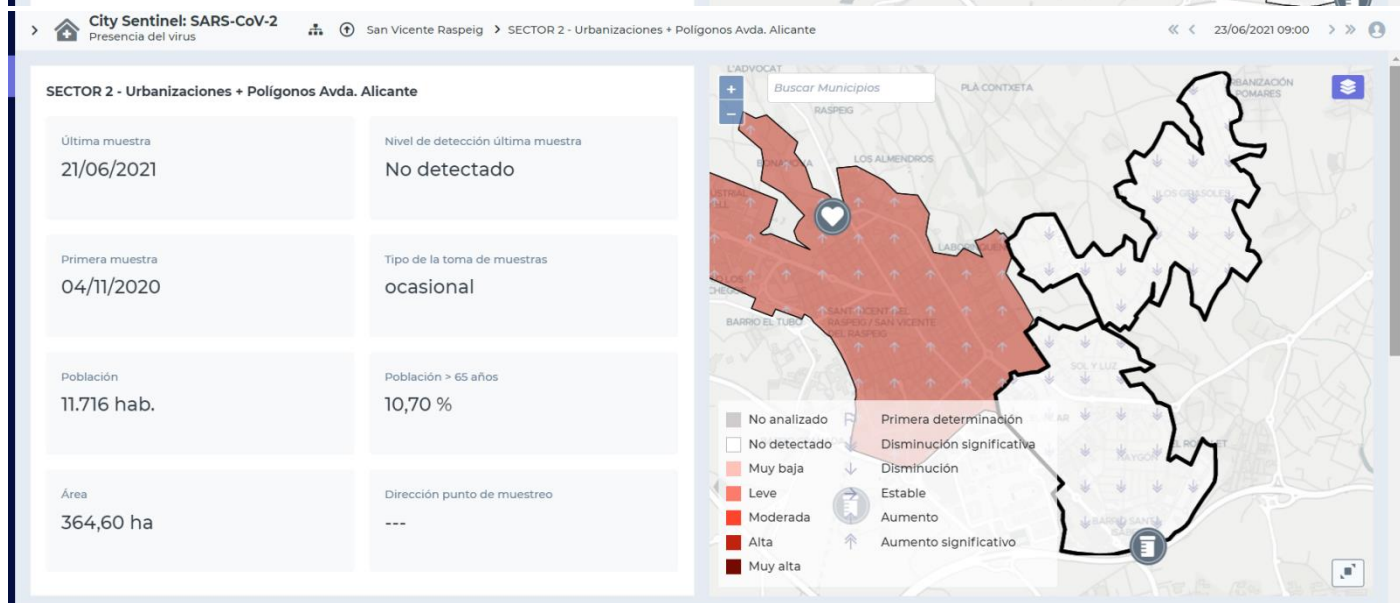 City Sentinel: SARS-CoV-2
Presencia del virus
San Vicente Raspeig > SECTOR 2 - Urbanizaciones + Polígonos Avda. Alicante
23/06/2021 09:00
SECTOR 2 - Urbanizaciones + Polígonos Avda. Alicante
Última muestra
21/06/2021
Nivel de detección última muestra
No detectado
Primera muestra
04/11/2020
Tipo de la toma de muestras
ocasional
Población
11.716 hab.
Población > 65 años
10,70 %
Área
364,60 ha
Dirección punto de muestreo
---
L'ADVOCAT
+
Buscar Municipios
−
RASPEIG
PLÀ CONTXETA
URBANIZACIÓN
POMARES
BONANOVA
LOS ALMENDROS
LOS GIRASOLES
BARRIO EL TUBO
SANT VICENT DEL
RASPEIG / SAN VICENTE
DEL RASPEIG
SOL Y LUZ
No analizado
No detectado
Muy baja
Leve
Moderada
Alta
Muy alta
Primera determinación
Disminución significativa
Disminución
Estable
Aumento
Aumento significativo